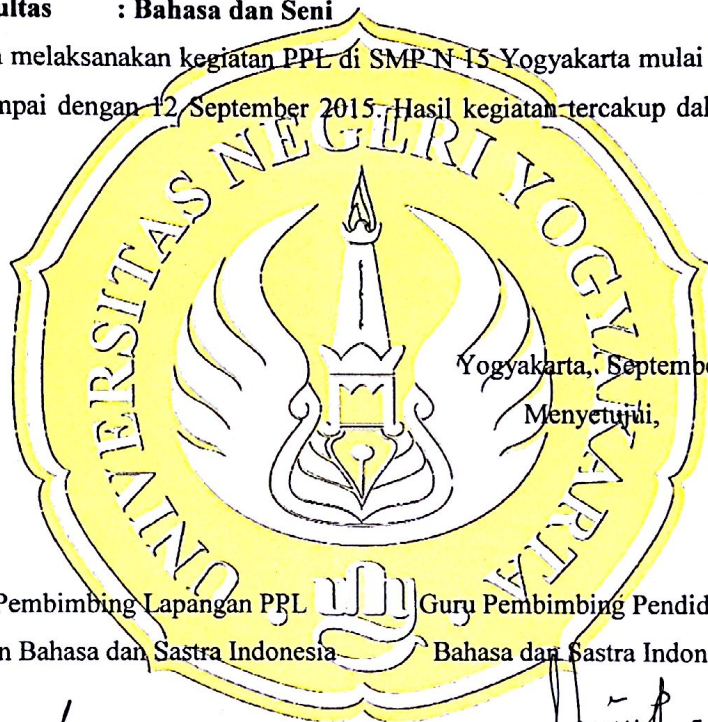 ultas : Bahasa dan Seni
melaksanakan kegiatan PPL di SMP N 15 Yogyakarta mulai
mpai dengan 12 September 2015. Hasil kegiatan tercakup dal
UNIVERSITAS NEGERI YOGYAKARTA
Yogyakarta,. Septembe
Menyetujui,
Pembimbing Lapangan PPL Guru Pembimbing Pendid
n Bahasa dan Sastra Indonesia Bahasa dan Sastra Indon
uny